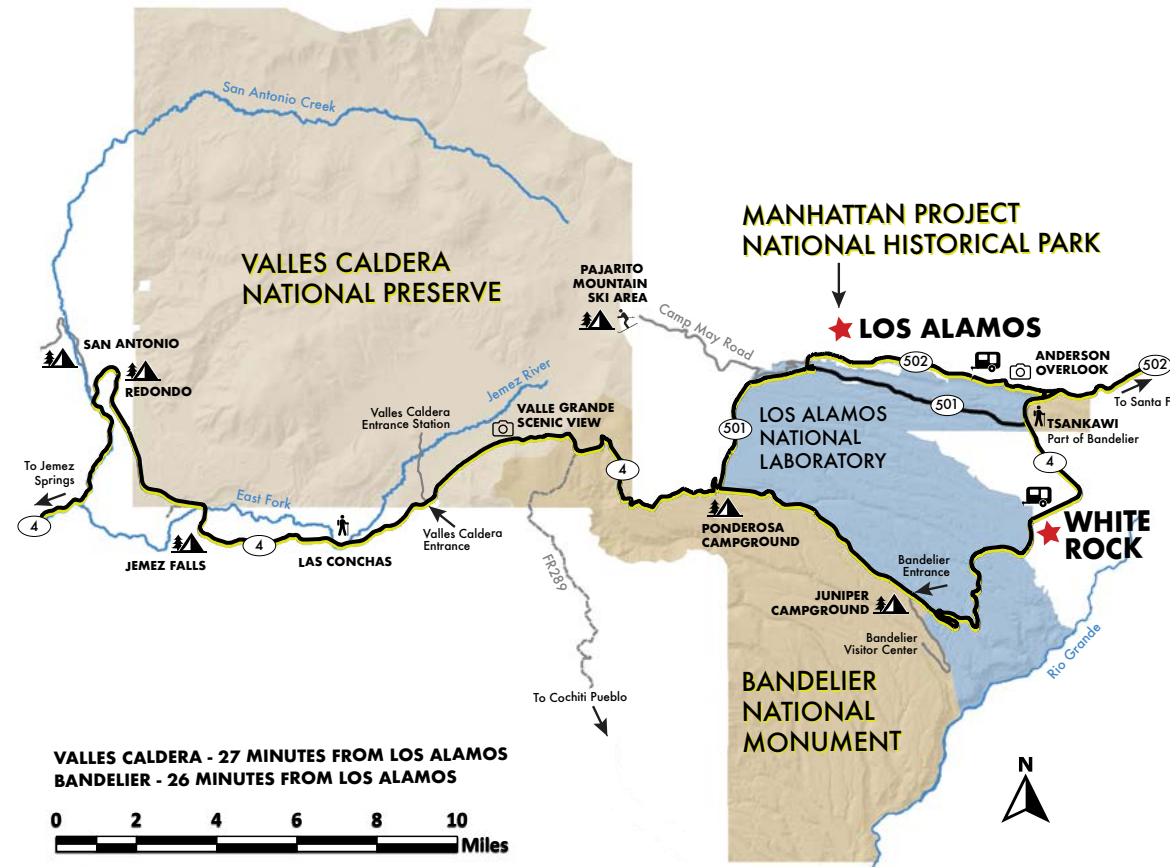 San Antonio Creek
MANHATTAN PROJECT
NATIONAL HISTORICAL PARK
VALLES CALDERA
NATIONAL PRESERVE
PAJARITO
MOUNTAIN
SKI AREA
Camp May Road
LOS ALAMOS
502
ANDERSON
OVERLOOK
502
To Santa F
SAN ANTONIO
REDONDO
Jemez River
Valles Caldera
Entrance Station
VALLE GRANDE
SCENIC VIEW
501
501
LOS ALAMOS
NATIONAL
LABORATORY
TSANKAWI
Part of Bandelier
4
4
To Jemez
Springs
4
East Fork
JEMEZ FALLS
4
LAS CONCHAS
Valles Caldera
Entrance
FR289
PONDEROSA
CAMPGROUND
WHITE
ROCK
Bandelier
Entrance
JUNIPER
CAMPGROUND
Bandelier
Visitor Center
Rio Grande
To Cochiti Pueblo
BANDELIER
NATIONAL
MONUMENT
VALLES CALDERA - 27 MINUTES FROM LOS ALAMOS
BANDELIER - 26 MINUTES FROM LOS ALAMOS
0 2 4 6 8 10
Miles
N